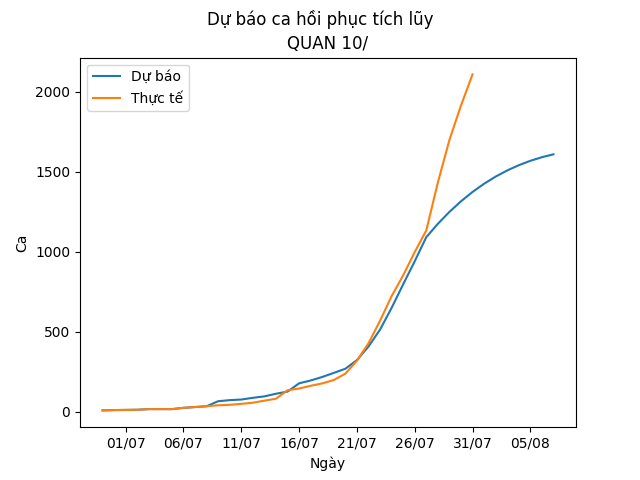 Dự báo ca hồi phục tích lũy
QUAN 10/
Dự báo
Thực tế
2000
1500
1000
500
0
Ca
01/07 06/07 11/07 16/07 21/07 26/07 31/07 05/08
Ngày